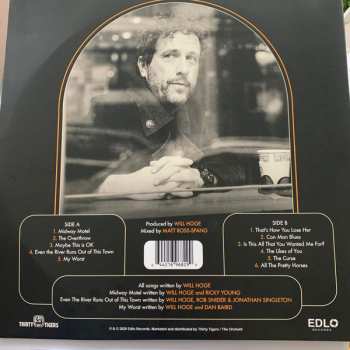 SIDE A
1. Midway Motel
2. The Overthrow
3. Maybe This is OK
4. Even the River Runs Out of This Town
5. My Worst
Produced by WILL HOGE
Mixed by MATT ROSS-SPANG
SIDE B
1. That's How You Lose Her
2. Con Man Blues
3. Is This All That You Wanted Me For?
4. The Likes of You
5. The Curse
6. All The Pretty Horses
All songs written by WILL HOGE
Midway Motel written by WILL HOGE and RICKY YOUNG
Even The River Runs Out of This Town written by WILL HOGE, ROB SNIDER & JONATHAN SINGLETON
My Worst written by WILL HOGE and DAN BAIRD
THIRTY TIGERS
EDLO
RECORDS